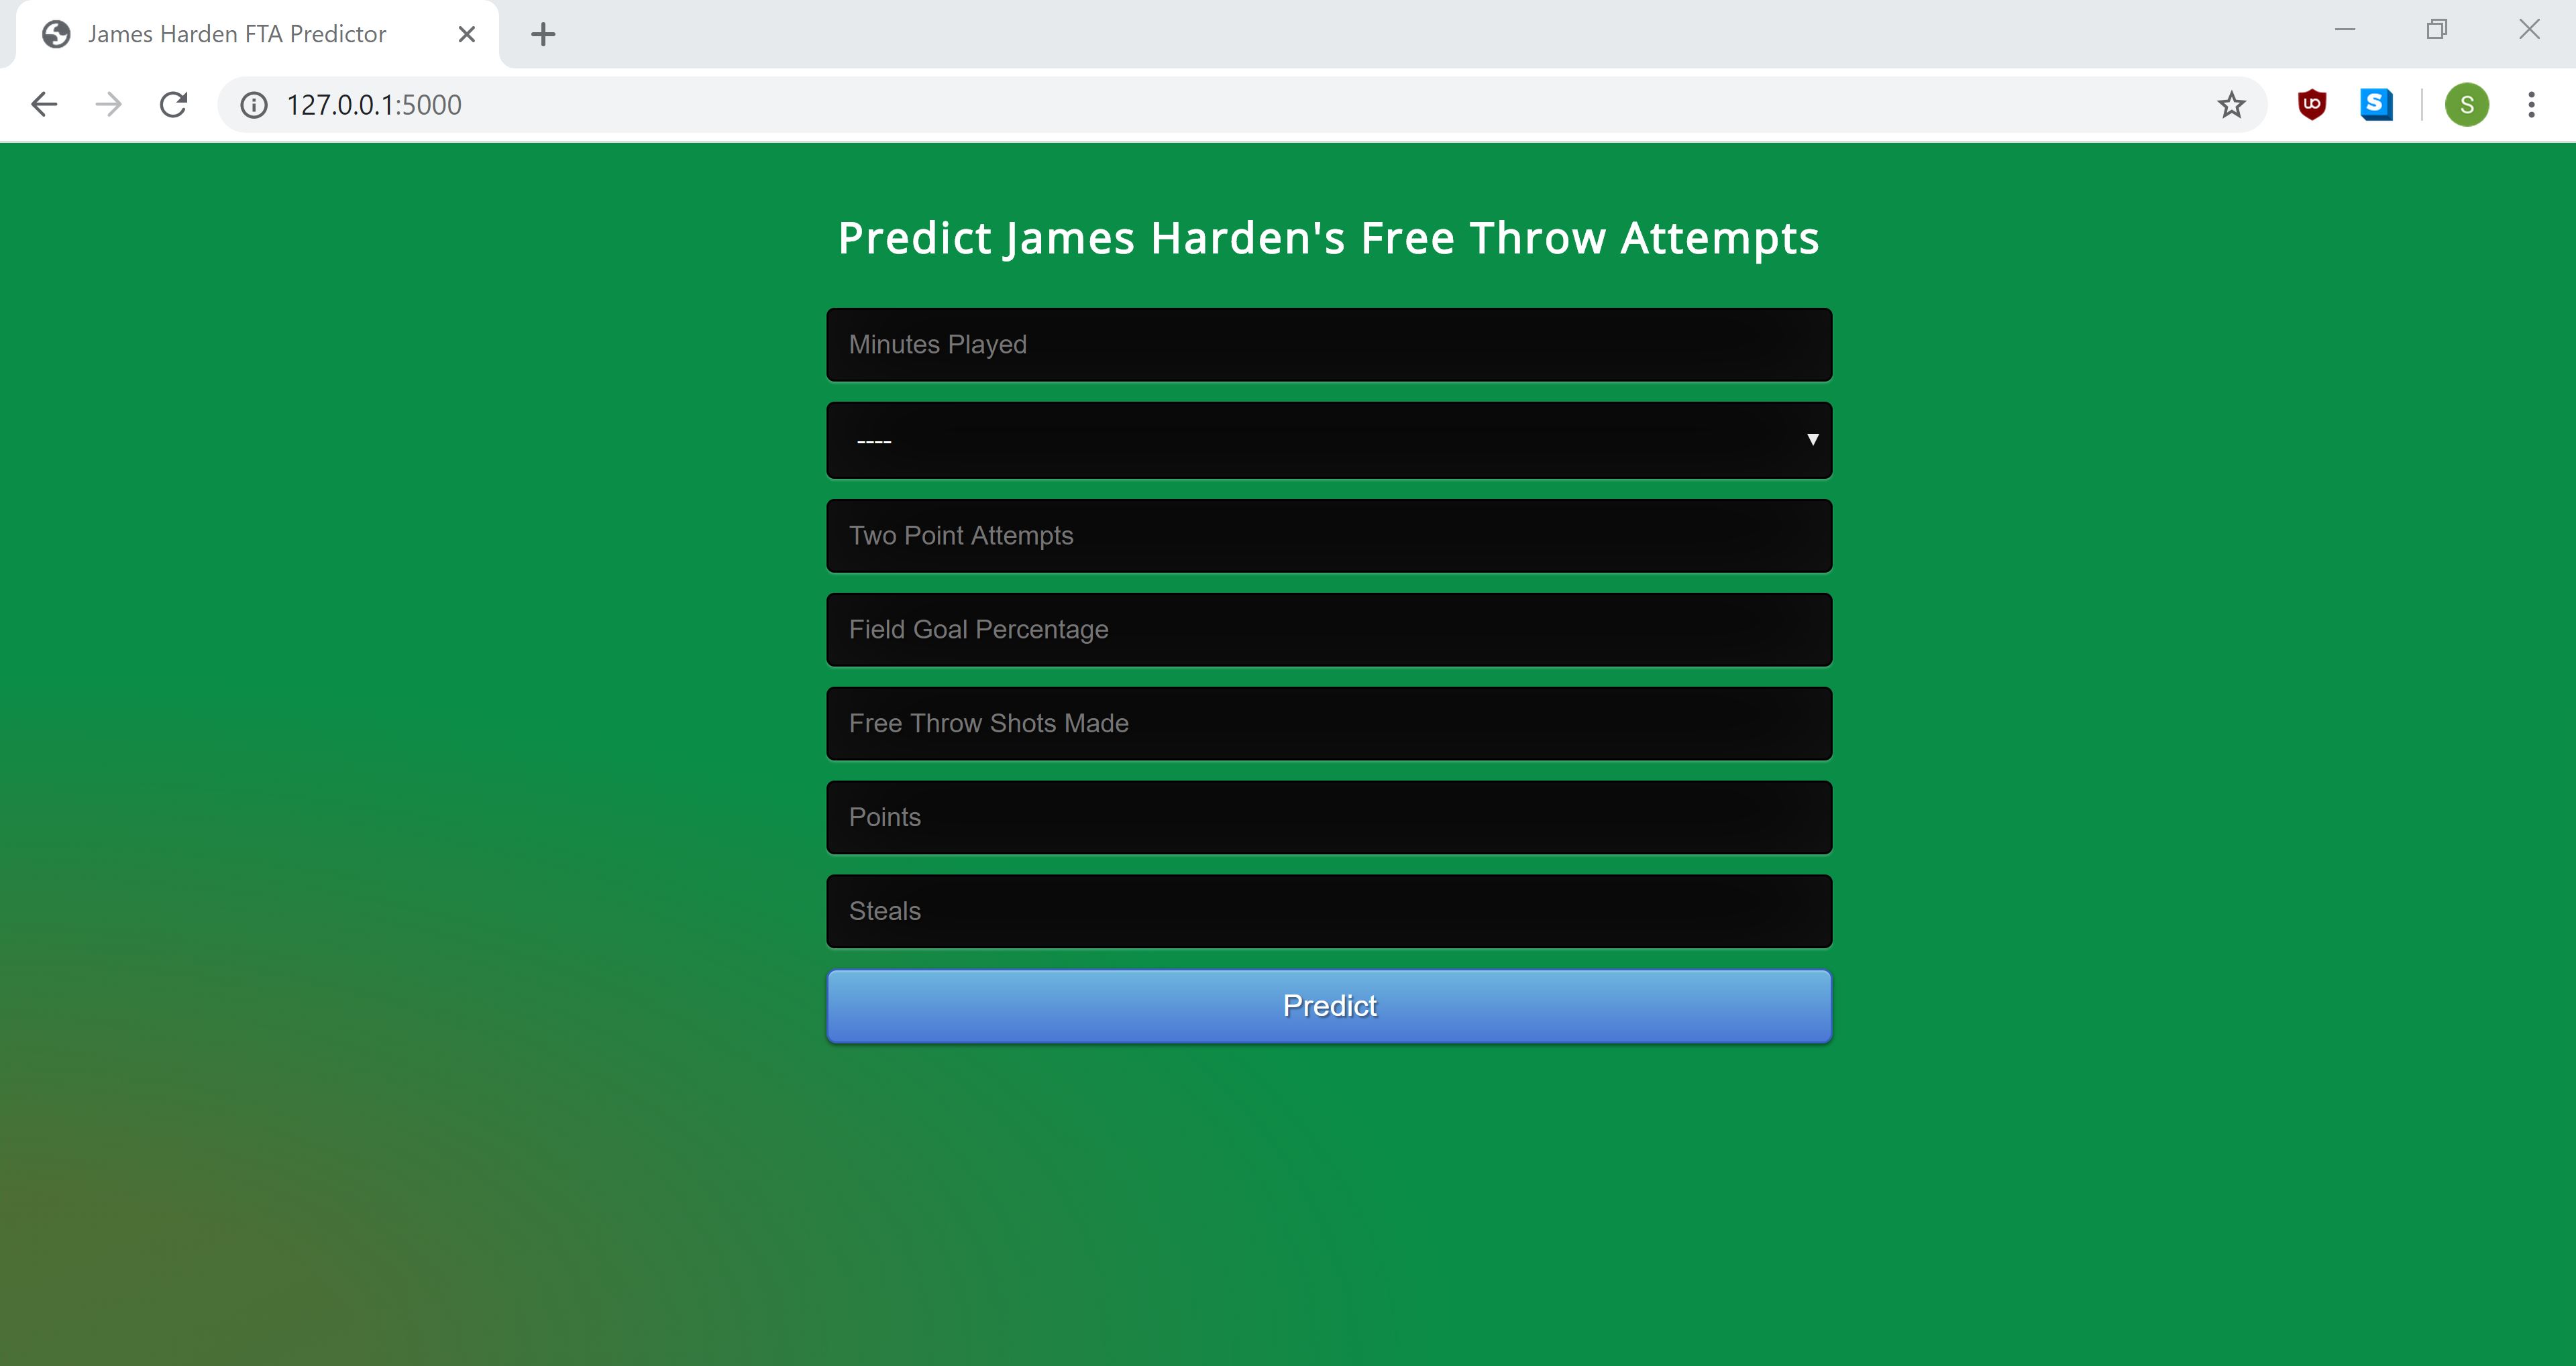 James Harden FTA Predictor
127.0.0.1:5000
UO
S
S
Predict James Harden's Free Throw Attempts
Minutes Played
----
Two Point Attempts
Field Goal Percentage
Free Throw Shots Made
Points
Steals
Predict